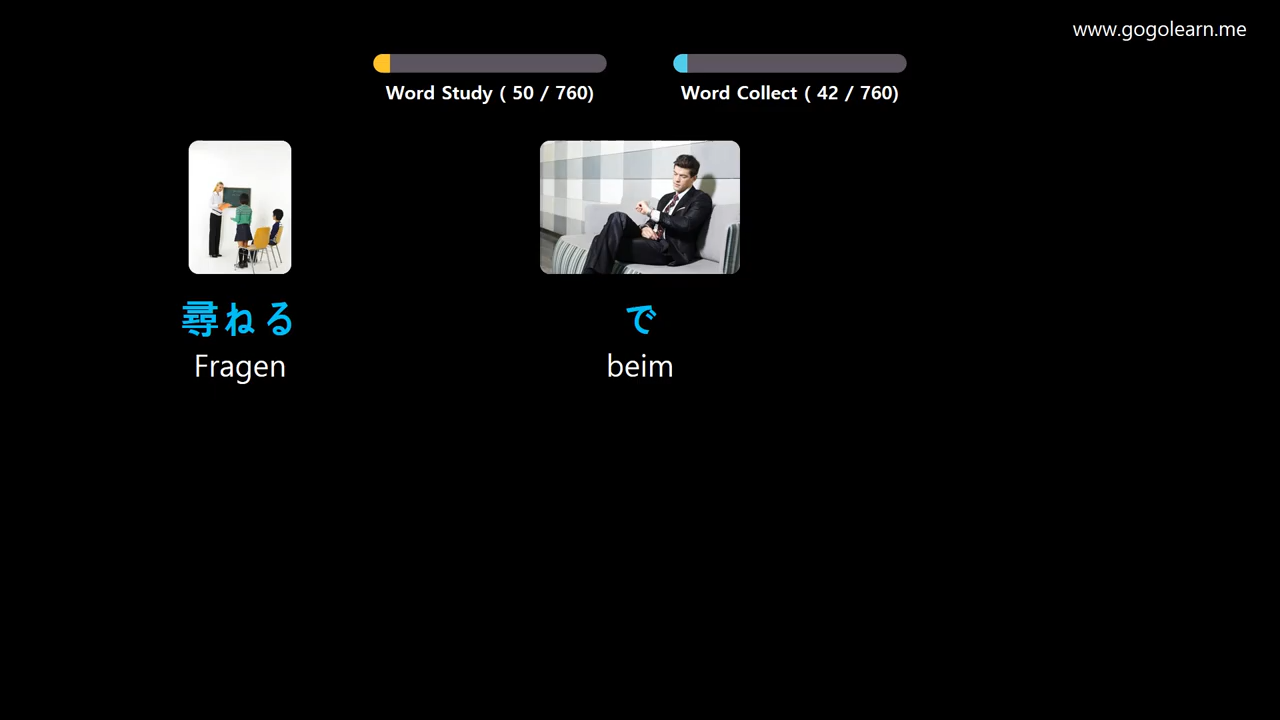 www.gogolearn.me
Word Study ( 50 / 760)
Word Collect ( 42 / 760)
尋ねる
Fragen
で
beim